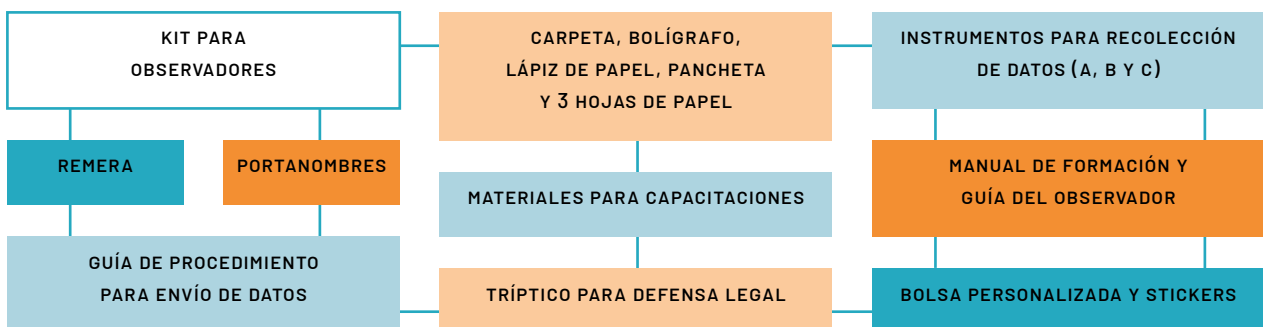 KIT PARA
OBSERVADORES
CARPETA, BOLÍGRAFO,
LÁPIZ DE PAPEL, PANCHETA
Y 3 HOJAS DE PAPEL
INSTRUMENTOS PARA RECOLECCIÓN
DE DATOS (A, B Y C)
REMERA
PORTANOMBRES
MATERIALES PARA CAPACITACIONES
MANUAL DE FORMACIÓN Y
GUÍA DEL OBSERVADOR
GUÍA DE PROCEDIMIENTO
PARA ENVÍO DE DATOS
TRÍPTICO PARA DEFENSA LEGAL
BOLSA PERSONALIZADA Y STICKERS